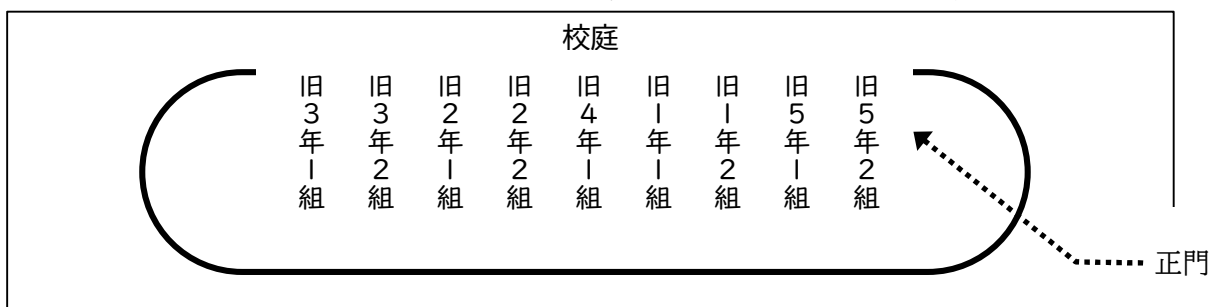 校庭
旧3年1組
旧3年2組
旧2年1組
旧2年2組
旧4年1組
旧1年1組
旧1年2組
旧5年1組
旧5年2組
正門